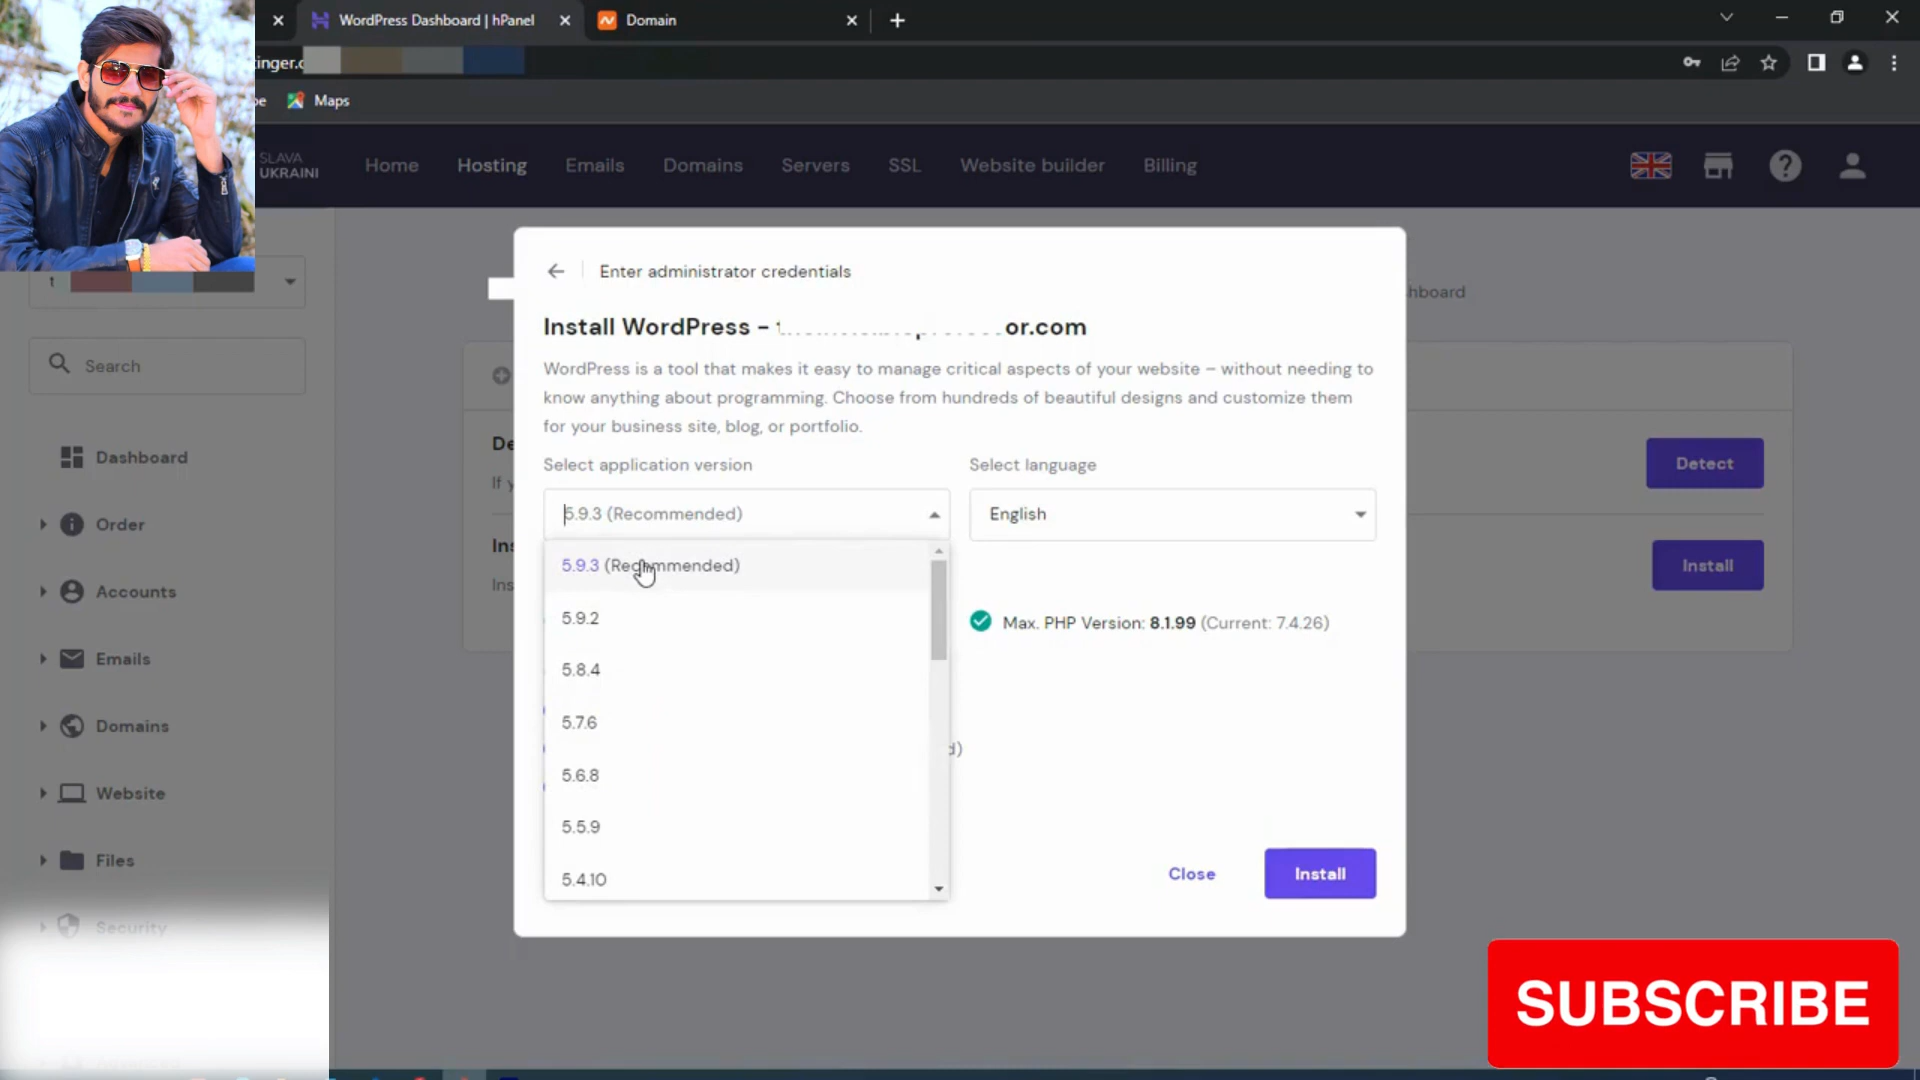 WordPress Dashboard | hPanel
Domain
Maps
SLAVA
UKRAINI
Home
Hosting
Emails
Domains
Servers
SSL
Website builder
Billing
Search
Dashboard
Order
Accounts
Emails
Domains
Website
Files
Security
Enter administrator credentials
Install WordPress –
or.com
WordPress is a tool that makes it easy to manage critical aspects of your website – without needing to
know anything about programming. Choose from hundreds of beautiful designs and customize them
for your business site, blog, or portfolio.
Select application version
Select language
5.9.3 (Recommended)
English
5.9.3 (Recommended)
5.9.2
5.8.4
5.7.6
5.6.8
5.5.9
5.4.10
Max. PHP Version: 8.1.99 (Current: 7.4.26)
Close
Install
Detect
Install
SUBSCRIBE